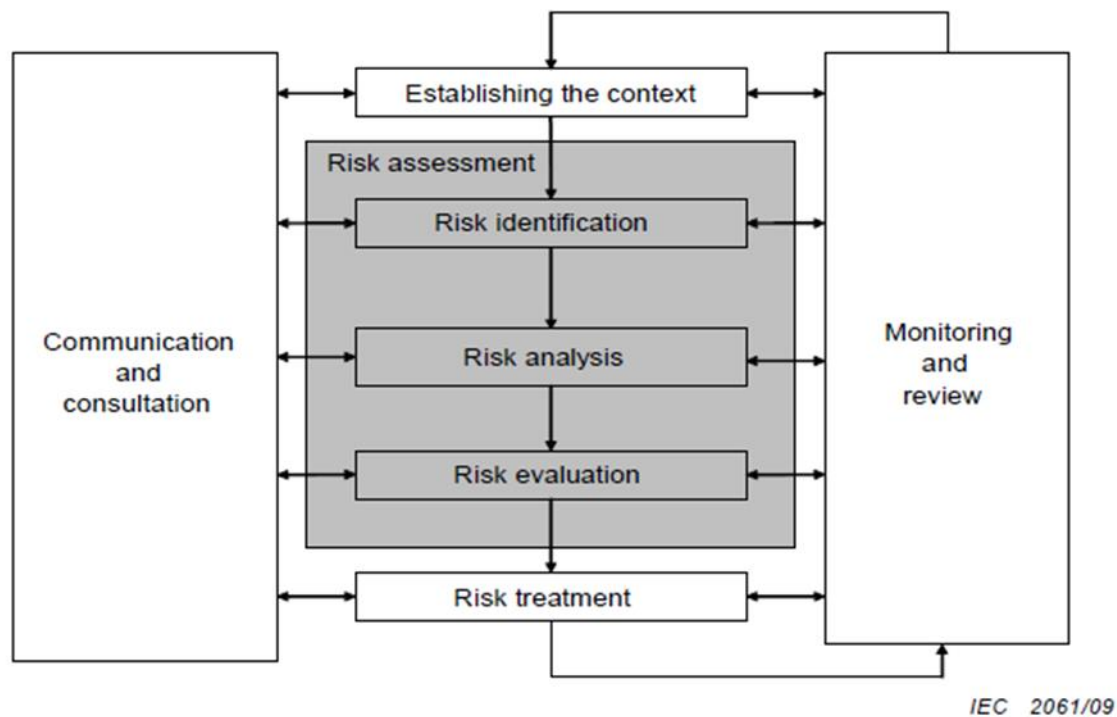 Establishing the context
Risk assessment
Risk identification
Communication
and
consultation
Risk analysis
Monitoring
and
review
Risk evaluation
Risk treatment
IEC 2061/09